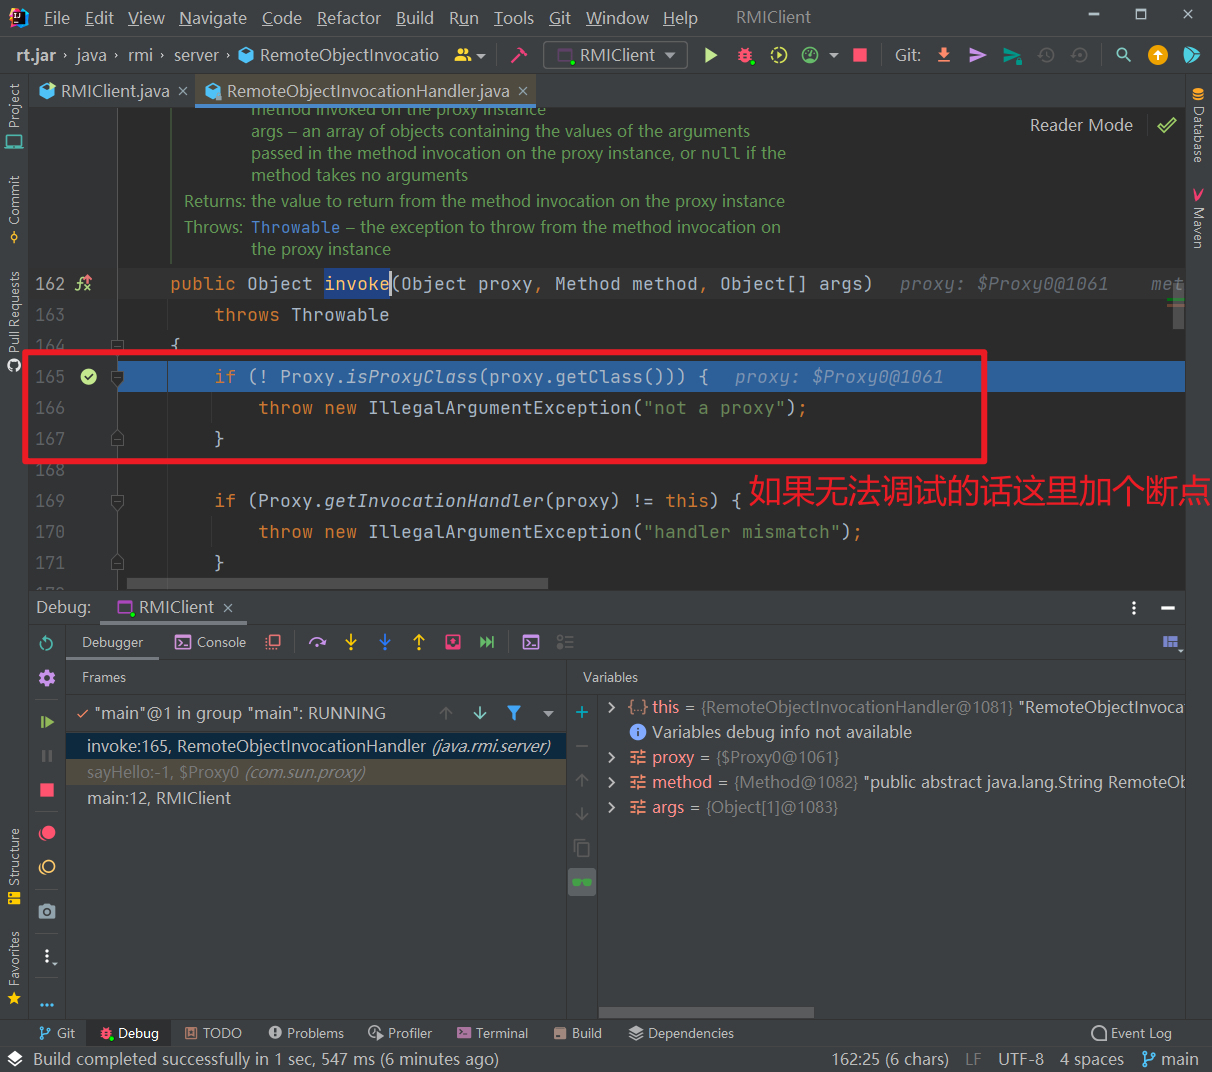 File Edit View Navigate Code Refactor Build Run Tools Git Window Help RMIClient
rt.jar java rmi server RemoteObjectInvocatio RMIClient Git:
RMIClient.java RemoteObjectInvocationHandler.java
Project
Commit
Pull Requests
Structure
Favorites
Database
Maven
Reader Mode
method invoked on the proxy instance
args – an array of objects containing the values of the arguments
passed in the method invocation on the proxy instance, or null if the
method takes no arguments
Returns: the value to return from the method invocation on the proxy instance
Throws: Throwable – the exception to throw from the method invocation on
the proxy instance
162 public Object invoke(Object proxy, Method method, Object[] args) proxy: $Proxy0@1061 met
163 throws Throwable
164 {
165 if (! Proxy.isProxyClass(proxy.getClass())) { proxy: $Proxy0@1061
166 throw new IllegalArgumentException("not a proxy");
167 }
168
如果无法调试的话这里加个断点
169 if (Proxy.getInvocationHandler(proxy) != this) {
170 throw new IllegalArgumentException("handler mismatch");
171 }
Debug: RMIClient
Debugger Console
Frames Variables
"main"@1 in group "main": RUNNING
invoke:165, RemoteObjectInvocationHandler (java.rmi.server)
sayHello:-1, $Proxy0 (com.sun.proxy)
main:12, RMIClient
this = {RemoteObjectInvocationHandler@1081} "RemoteObjectInvocat
Variables debug info not available
proxy = {$Proxy0@1061}
method = {Method@1082} "public abstract java.lang.String RemoteOb
args = {Object[1]@1083}
Git Debug TODO Problems Profiler Terminal Build Dependencies Event Log
Build completed successfully in 1 sec, 547 ms (6 minutes ago) 162:25 (6 chars) LF UTF-8 4 spaces main